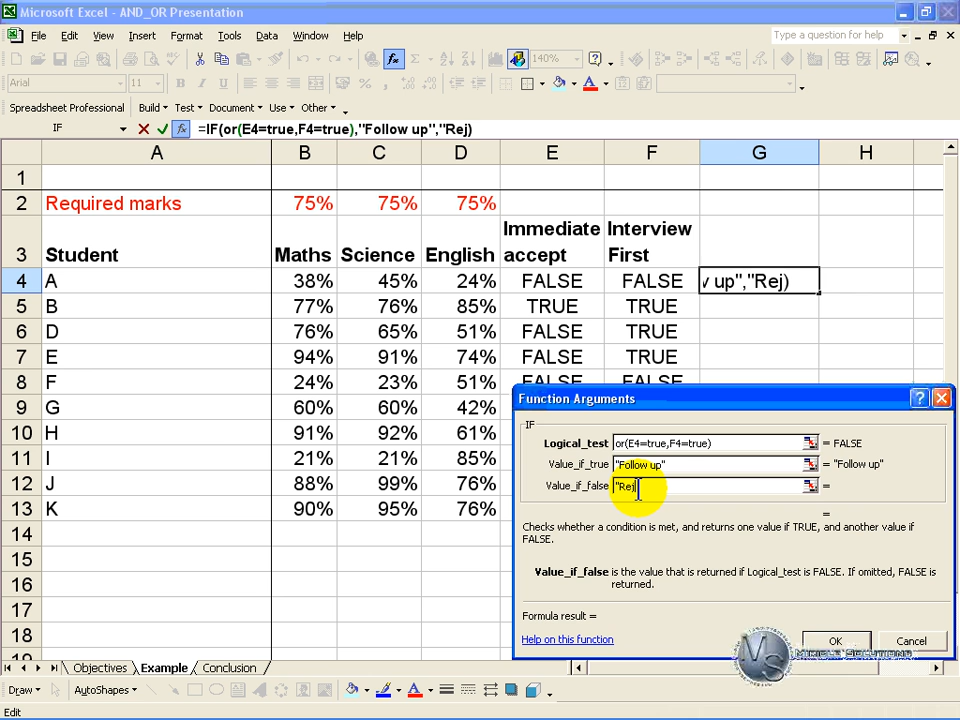 Microsoft Excel - AND_OR Presentation
File Edit View Insert Format Tools Data Window Help
Type a question for help
140%
Arial 11 B I U
Spreadsheet Professional Build Test Document Use Other
IF =IF(or(E4=true,F4=true),"Follow up","Rej)
A B C D E F G H
1
2 Required marks 75% 75% 75%
Immediate Interview
3 Student Maths Science English accept First
4 A 38% 45% 24% FALSE FALSE v up","Rej)
5 B 77% 76% 85% TRUE TRUE
6 D 76% 65% 51% FALSE TRUE
7 E 94% 91% 74% FALSE TRUE
8 F 24% 23% 51% FALSE FALSE
9 G 60% 60% 42%
10 H 91% 92% 61%
11 I 21% 21% 85%
12 J 88% 99% 76%
13 K 90% 95% 76%
14
15
16
17
18
Function Arguments
IF
Logical_test or(E4=true,F4=true) = FALSE
Value_if_true "Follow up" = "Follow up"
Value_if_false "Rej =
=
Checks whether a condition is met, and returns one value if TRUE, and another value if
FALSE.
Value_if_false is the value that is returned if Logical_test is FALSE. If omitted, FALSE is
returned.
Formula result =
Help on this function OK Cancel
Objectives Example Conclusion
Draw AutoShapes
Edit